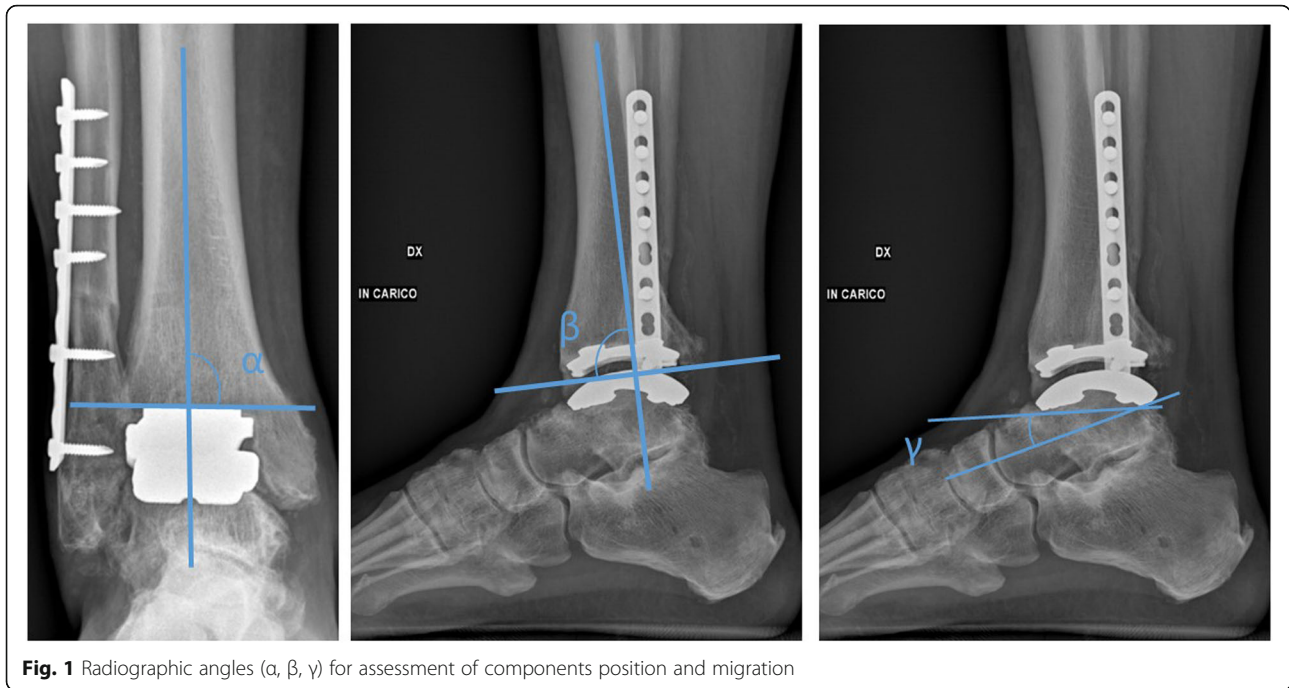 α
DX
IN CARICO
β
DX
IN CARICO
γ
Fig. 1 Radiographic angles (α, β, γ) for assessment of components position and migration